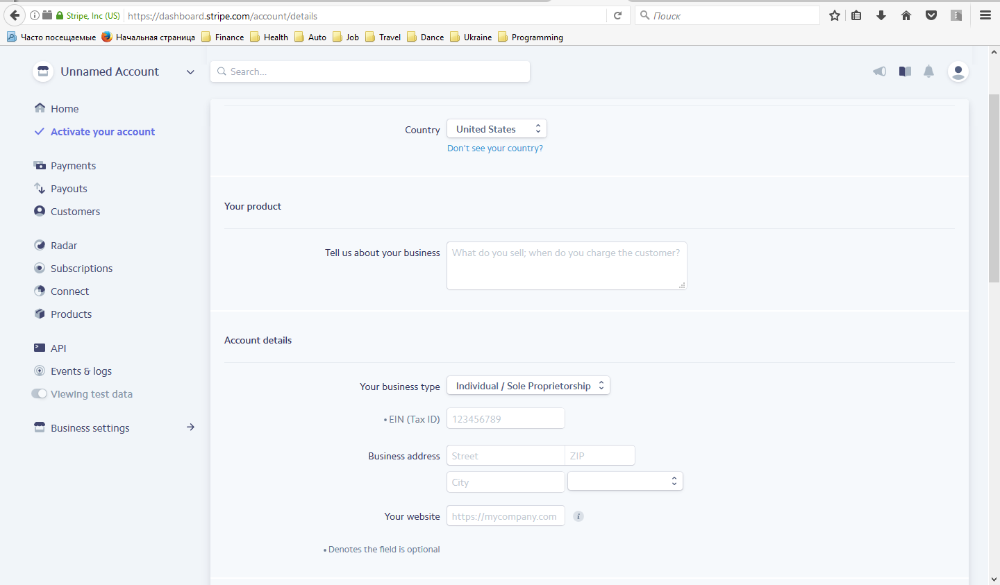 Stripe, Inc (US)
https://dashboard.stripe.com/account/details
Поиск
Часто посещаемые
Начальная страница
Finance
Health
Auto
Job
Travel
Dance
Ukraine
Programming
Unnamed Account
Search...
Home
Activate your account
Payments
Payouts
Customers
Radar
Subscriptions
Connect
Products
API
Events & logs
Viewing test data
Business settings
Country
United States
Don't see your country?
Your product
Tell us about your business
What do you sell; when do you charge the customer?
Account details
Your business type
Individual / Sole Proprietorship
• EIN (Tax ID)
123456789
Business address
Street
ZIP
City
Your website
https://mycompany.com
• Denotes the field is optional